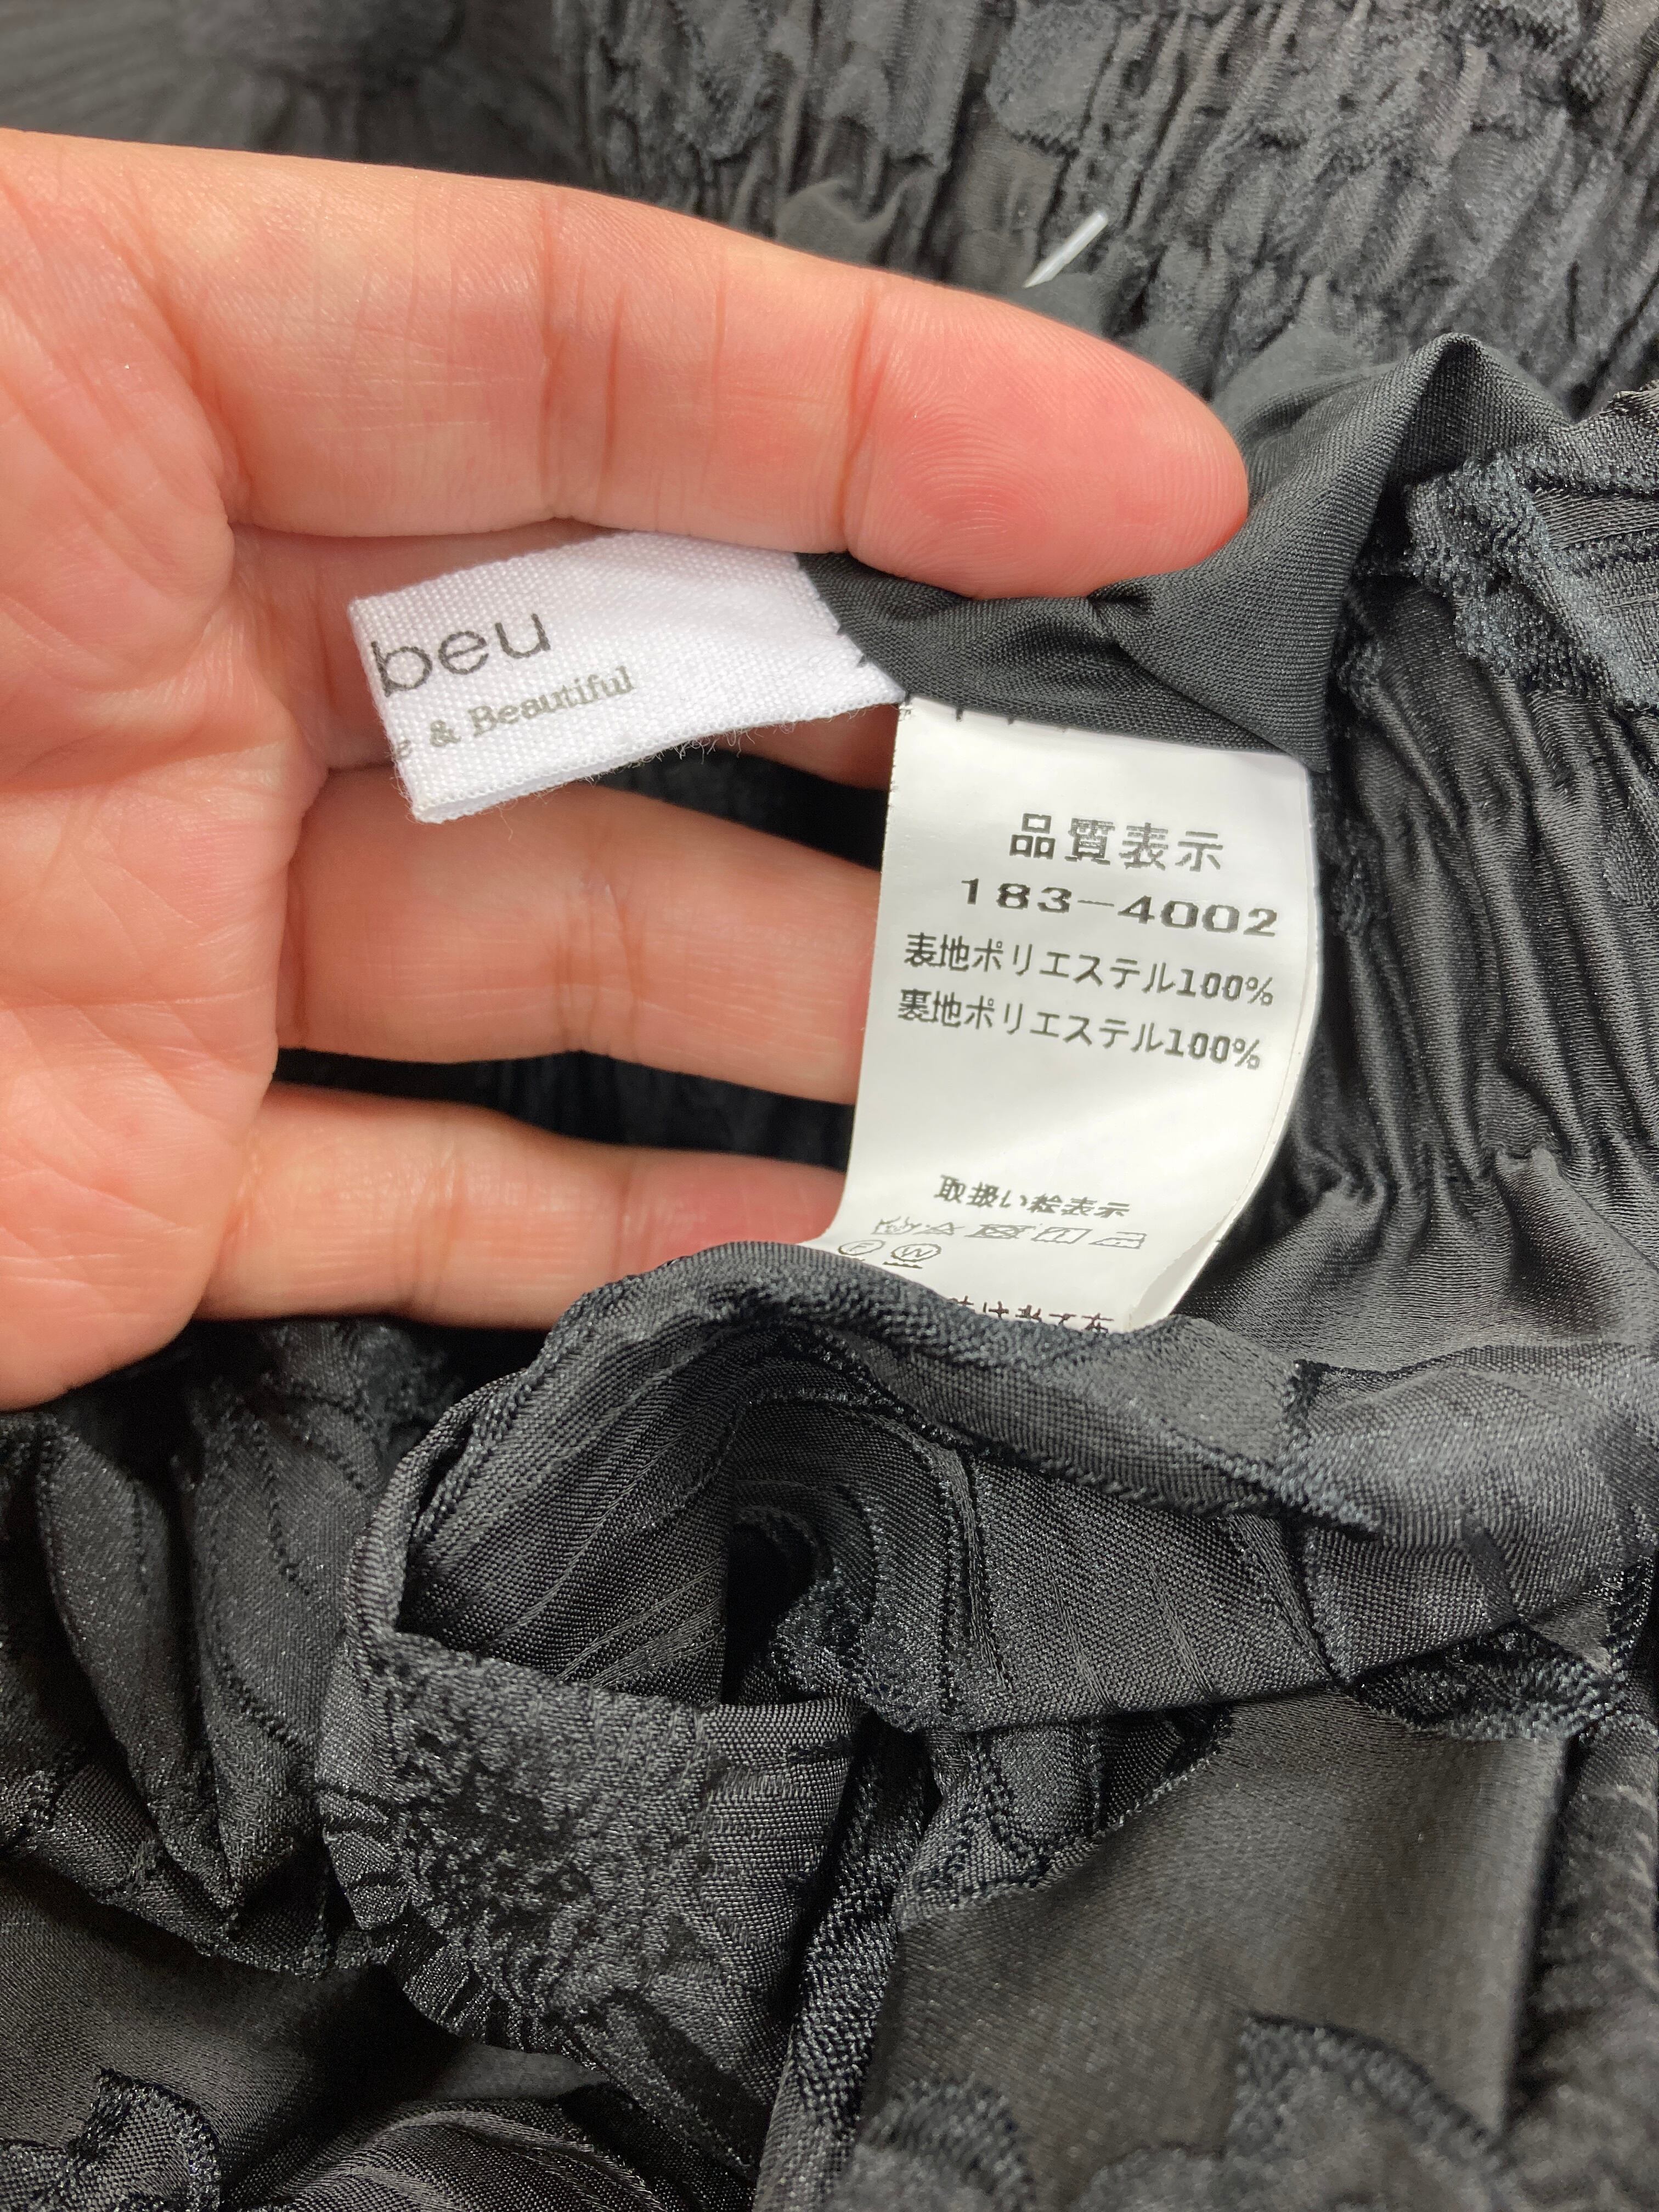 beu
e & Beautiful
品質表示
183-4002
表地ポリエステル100%
裏地ポリエステル100%
取扱い絵表示
F W